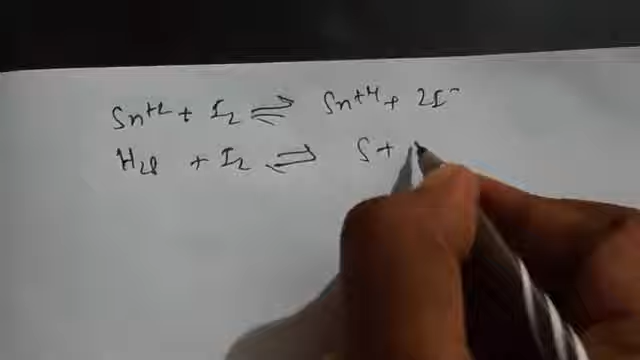 Sn⁺² + I₂ ⇌ Sn⁺⁴ + 2I⁻
H₂S + I₂ ⇌ S +